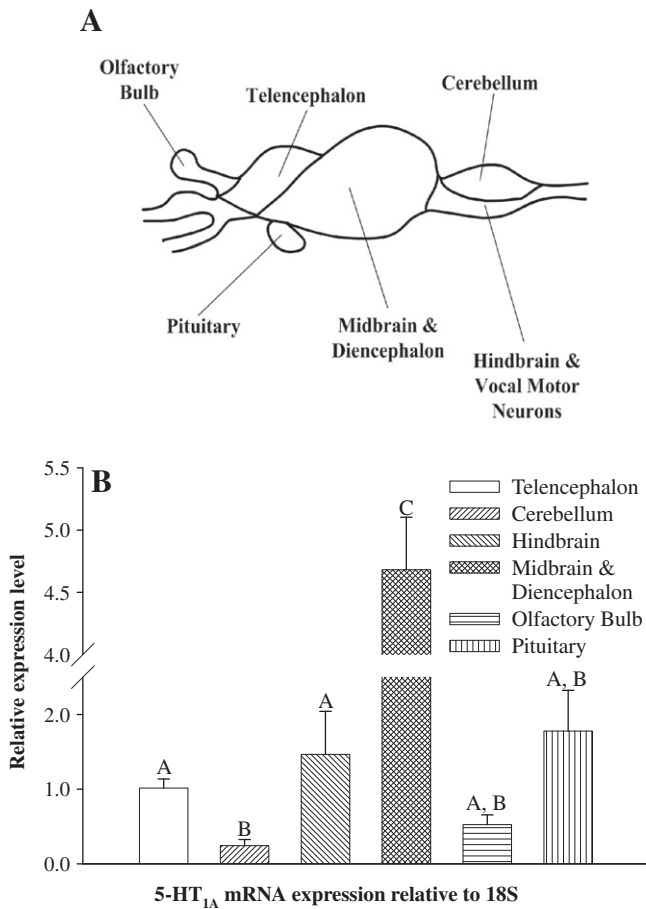 A
Olfactory
Bulb
Telencephalon
Cerebellum
Pituitary
Midbrain &
Diencephalon
Hindbrain &
Vocal Motor
Neurons
B
Relative expression level
5.5
5.0
4.5
4.0
2.0
1.0
0.0
A
B
A
C
A, B
A, B
Telencephalon
Cerebellum
Hindbrain
Midbrain &
Diencephalon
Olfactory Bulb
Pituitary
5-HT1A mRNA expression relative to 18S